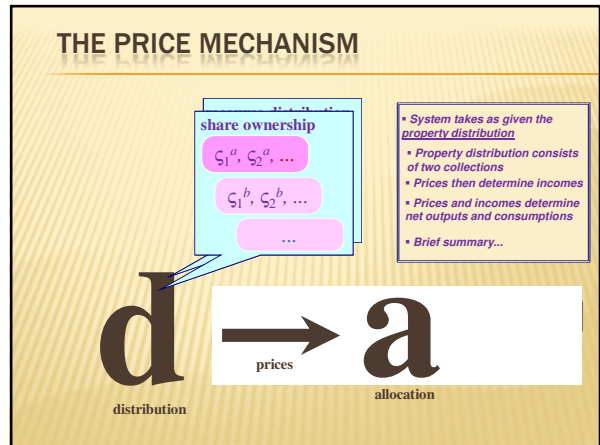 THE PRICE MECHANISM
distribution
share ownership
ς₁ᵃ, ς₂ᵃ, ...
ς₁ᵇ, ς₂ᵇ, ...
...
▪ System takes as given the
property distribution
▪ Property distribution consists
of two collections
▪ Prices then determine incomes
▪ Prices and incomes determine
net outputs and consumptions
▪ Brief summary...
d
prices
a
distribution
allocation